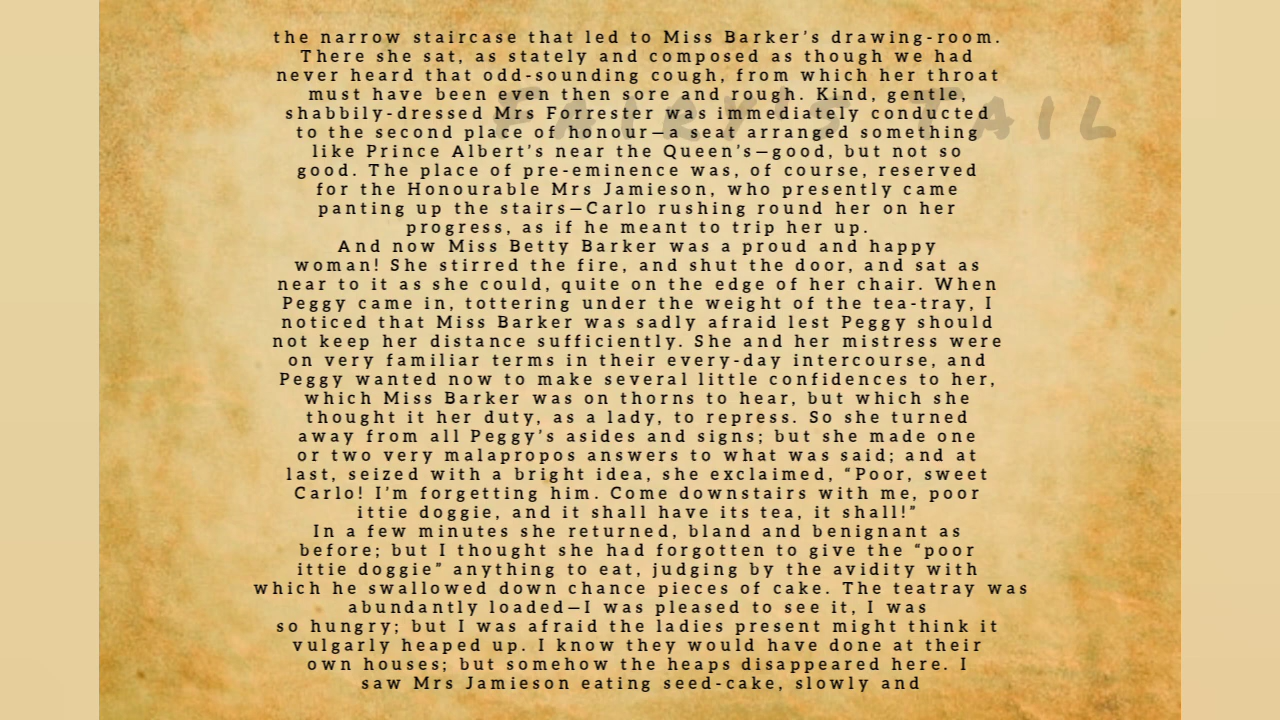 the narrow staircase that led to Miss Barker’s drawing-room.
There she sat, as stately and composed as though we had
never heard that odd-sounding cough, from which her throat
must have been even then sore and rough. Kind, gentle,
shabbily-dressed Mrs Forrester was immediately conducted
to the second place of honour—a seat arranged something
like Prince Albert’s near the Queen’s—good, but not so
good. The place of pre-eminence was, of course, reserved
for the Honourable Mrs Jamieson, who presently came
panting up the stairs—Carlo rushing round her on her
progress, as if he meant to trip her up.
And now Miss Betty Barker was a proud and happy
woman! She stirred the fire, and shut the door, and sat as
near to it as she could, quite on the edge of her chair. When
Peggy came in, tottering under the weight of the tea-tray, I
noticed that Miss Barker was sadly afraid lest Peggy should
not keep her distance sufficiently. She and her mistress were
on very familiar terms in their every-day intercourse, and
Peggy wanted now to make several little confidences to her,
which Miss Barker was on thorns to hear, but which she
thought it her duty, as a lady, to repress. So she turned
away from all Peggy’s asides and signs; but she made one
or two very malapropos answers to what was said; and at
last, seized with a bright idea, she exclaimed, “Poor, sweet
Carlo! I’m forgetting him. Come downstairs with me, poor
ittie doggie, and it shall have its tea, it shall!”
In a few minutes she returned, bland and benignant as
before; but I thought she had forgotten to give the “poor
ittie doggie” anything to eat, judging by the avidity with
which he swallowed down chance pieces of cake. The teatray was
abundantly loaded—I was pleased to see it, I was
so hungry; but I was afraid the ladies present might think it
vulgarly heaped up. I know they would have done at their
own houses; but somehow the heaps disappeared here. I
saw Mrs Jamieson eating seed-cake, slowly and
TAIL